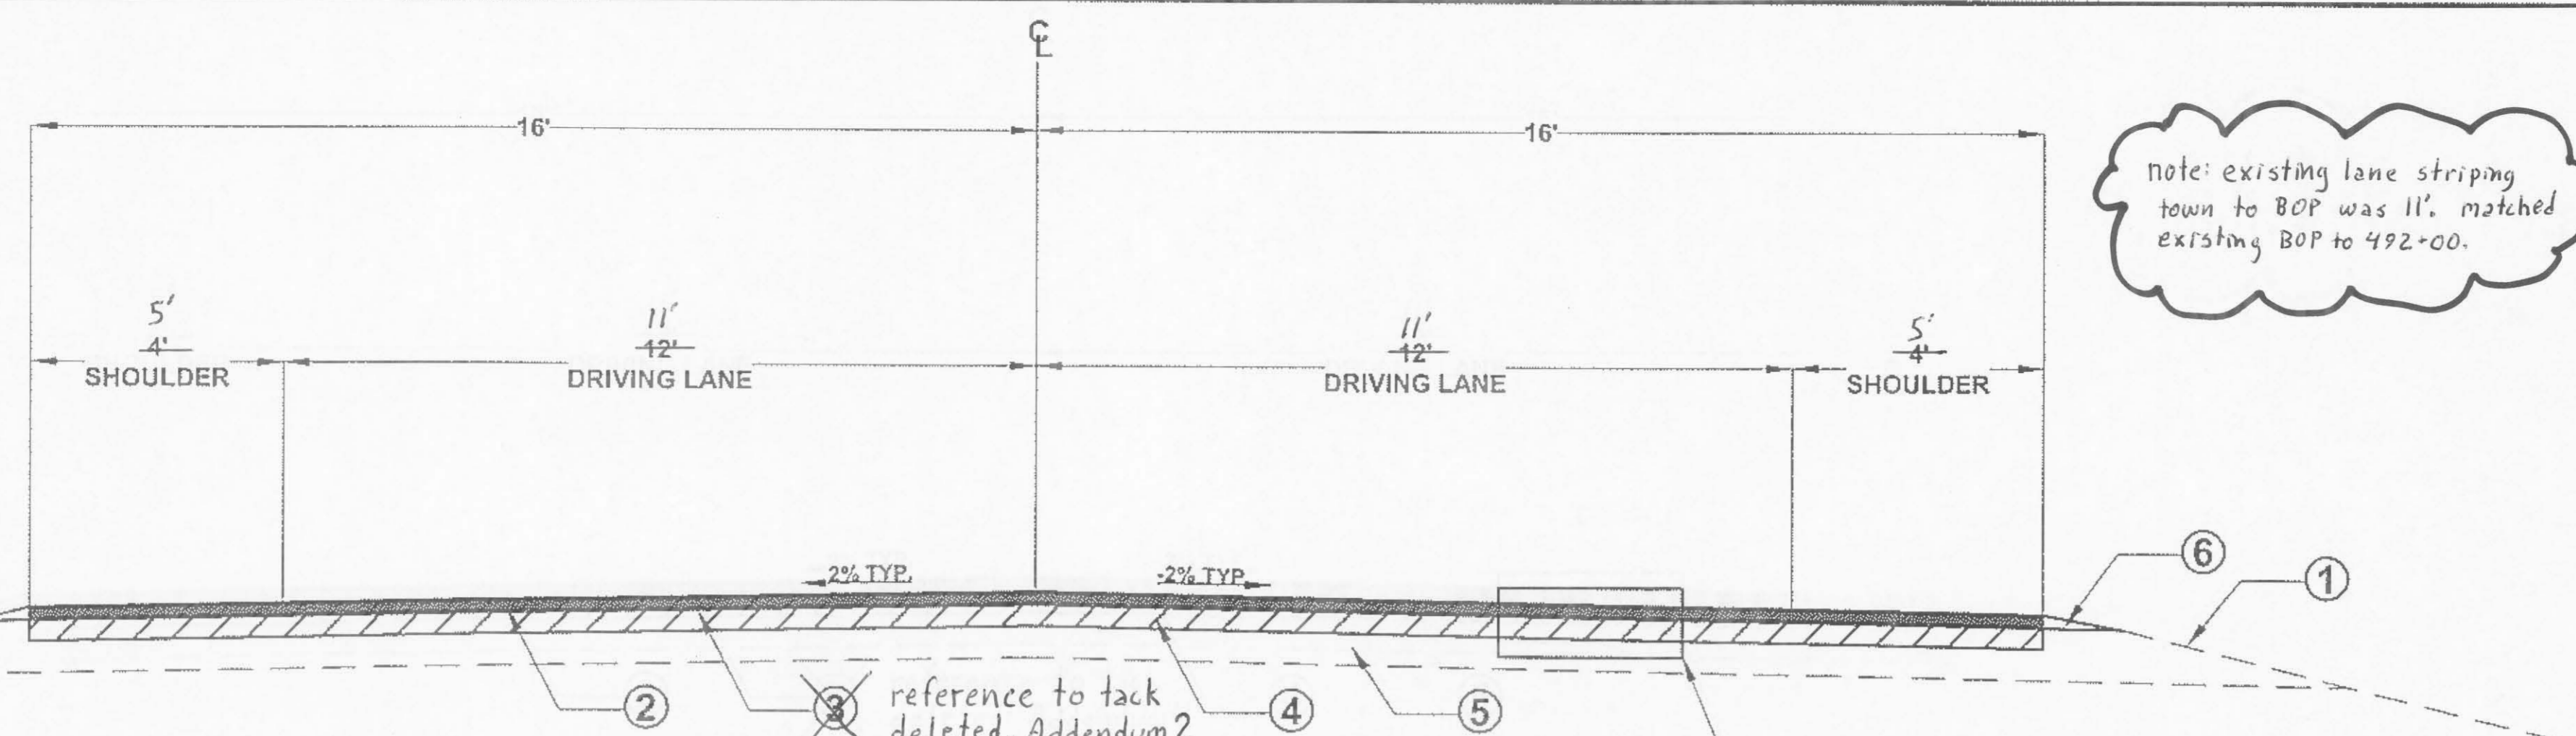 ℄
16' 16'
note: existing lane striping
town to BOP was 11'. matched
existing BOP to 492+00.
5' 11' 11' 5'
4' 12' 12' 4'
SHOULDER DRIVING LANE DRIVING LANE SHOULDER
6
1
2% TYP. -2% TYP.
2 3 reference to tack 4 5
deleted. Addendum 2